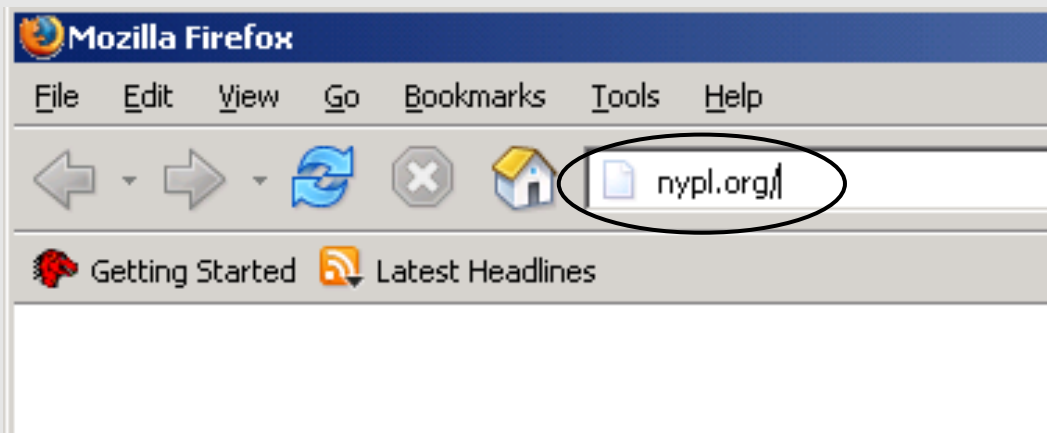 Mozilla Firefox
File Edit View Go Bookmarks Tools Help
nypl.org/
Getting Started Latest Headlines